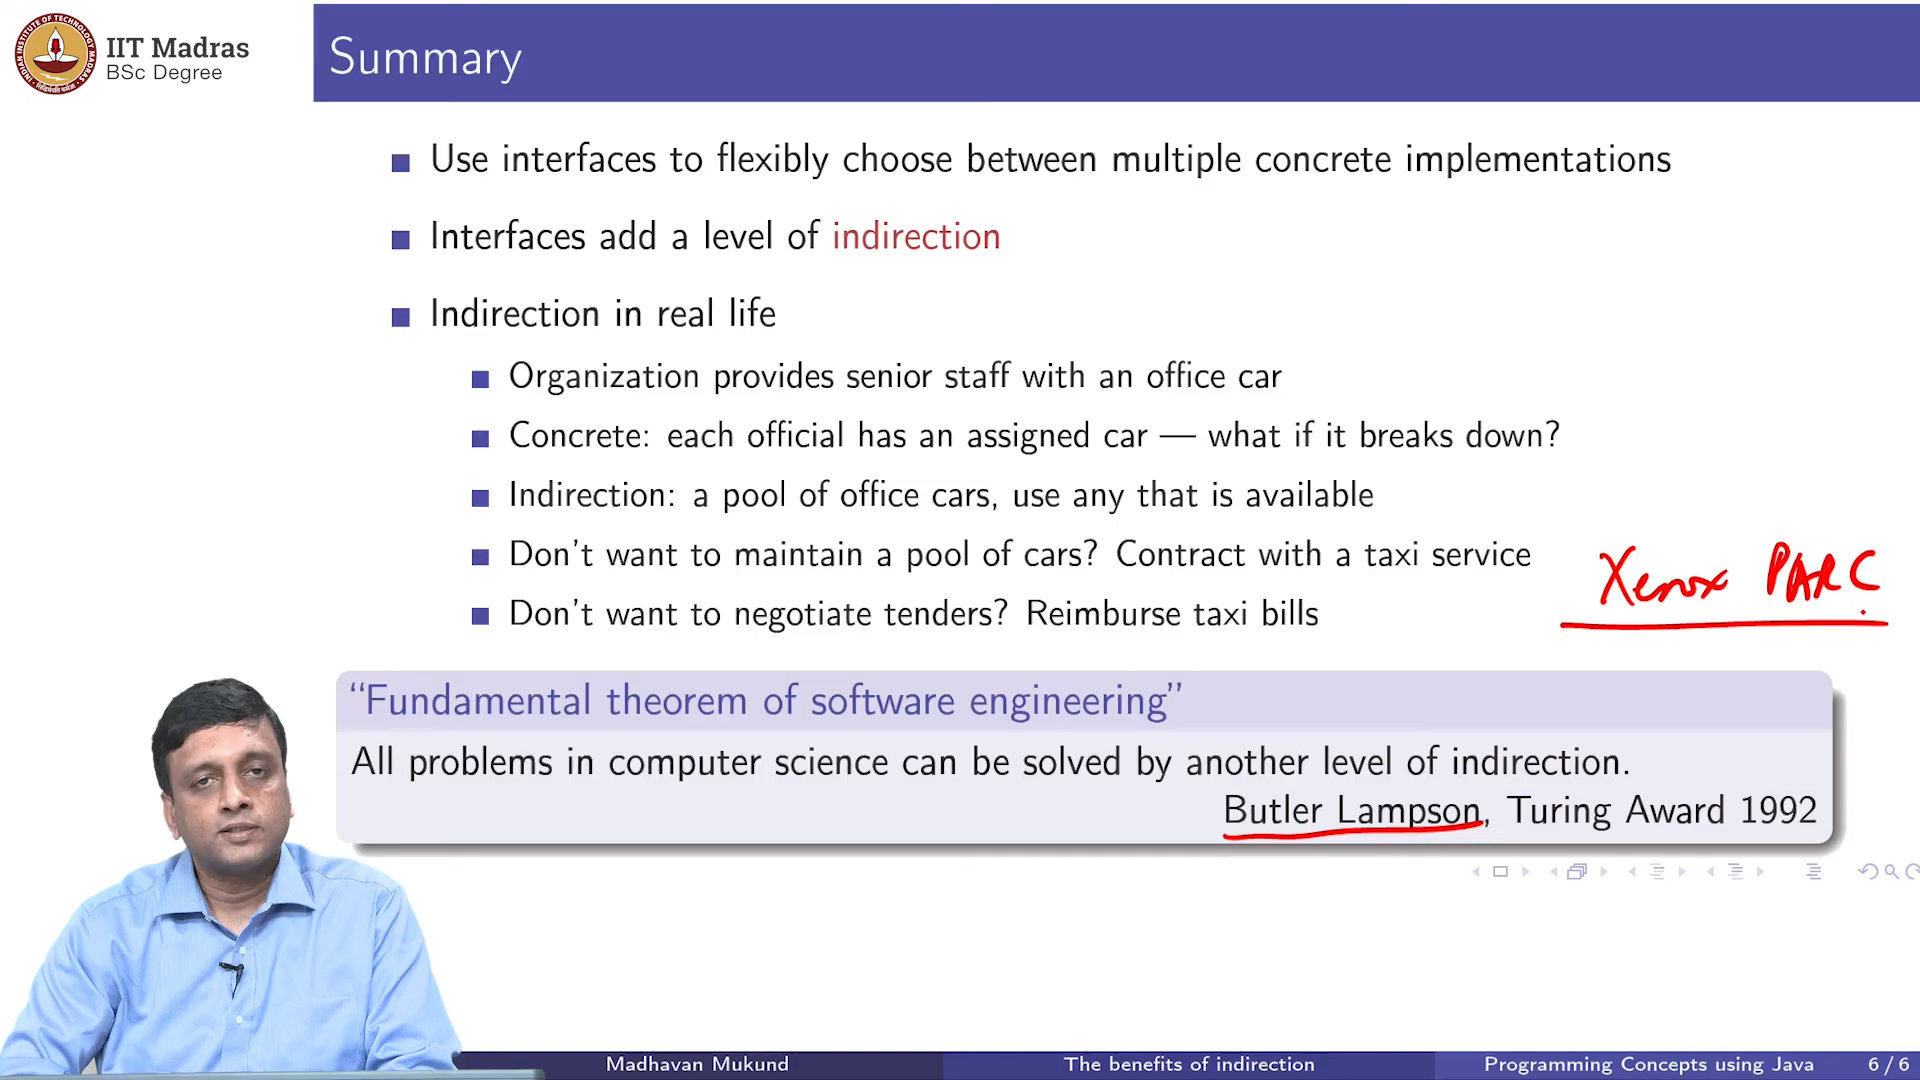 IIT Madras
BSc Degree
Summary
Use interfaces to flexibly choose between multiple concrete implementations
Interfaces add a level of indirection
Indirection in real life
Organization provides senior staff with an office car
Concrete: each official has an assigned car — what if it breaks down?
Indirection: a pool of office cars, use any that is available
Don't want to maintain a pool of cars? Contract with a taxi service
Don't want to negotiate tenders? Reimburse taxi bills
Xerox PARC
“Fundamental theorem of software engineering”
All problems in computer science can be solved by another level of indirection.
Butler Lampson, Turing Award 1992
Madhavan Mukund
The benefits of indirection
Programming Concepts using Java
6 / 6